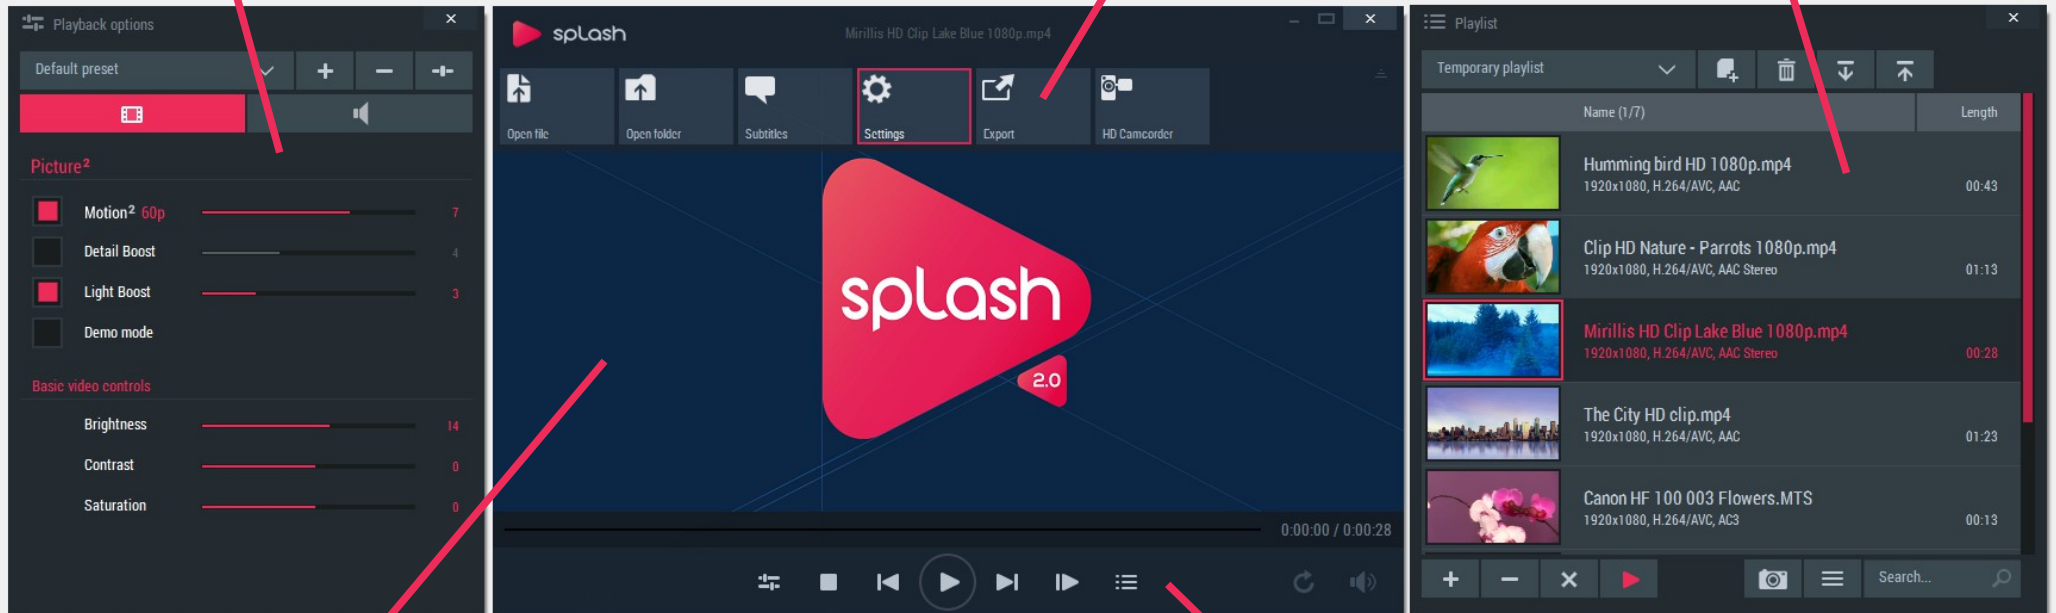 Playback options
Default preset
Picture²
Motion² 60p 7
Detail Boost 4
Light Boost 3
Demo mode
Basic video controls
Brightness 14
Contrast 0
Saturation 0
splash
Mirillis HD Clip Lake Blue 1080p.mp4
Open file
Open folder
Subtitles
Settings
Export
HD Camcorder
splash
2.0
0:00:00 / 0:00:28
Playlist
Temporary playlist
Name (1/7) Length
Humming bird HD 1080p.mp4
1920x1080, H.264/AVC, AAC 00:43
Clip HD Nature - Parrots 1080p.mp4
1920x1080, H.264/AVC, AAC Stereo 01:13
Mirillis HD Clip Lake Blue 1080p.mp4
1920x1080, H.264/AVC, AAC Stereo 00:28
The City HD clip.mp4
1920x1080, H.264/AVC, AAC 01:23
Canon HF 100 003 Flowers.MTS
1920x1080, H.264/AVC, AC3 00:13
Search...